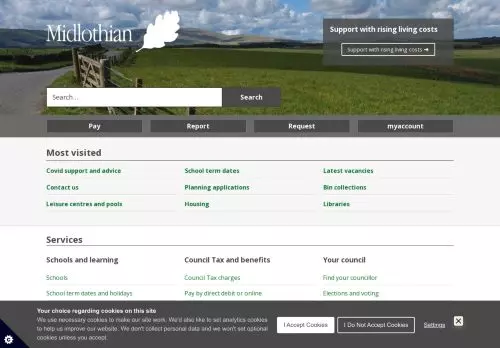 Midlothian
Support with rising living costs
Support with rising living costs ➜
Search...
Search
Pay
Report
Request
myaccount
Most visited
Covid support and advice
School term dates
Latest vacancies
Contact us
Planning applications
Bin collections
Leisure centres and pools
Housing
Libraries
Services
Schools and learning
Council Tax and benefits
Your council
Schools
Council Tax charges
Find your councillor
School term dates and holidays
Pay by direct debit or online
Elections and voting
Your choice regarding cookies on this site
We use necessary cookies to make our site work. We'd also like to set analytics cookies
to help us improve our website. We don't collect personal data and we won't set optional
cookies unless you accept.
I Accept Cookies
I Do Not Accept Cookies
Settings